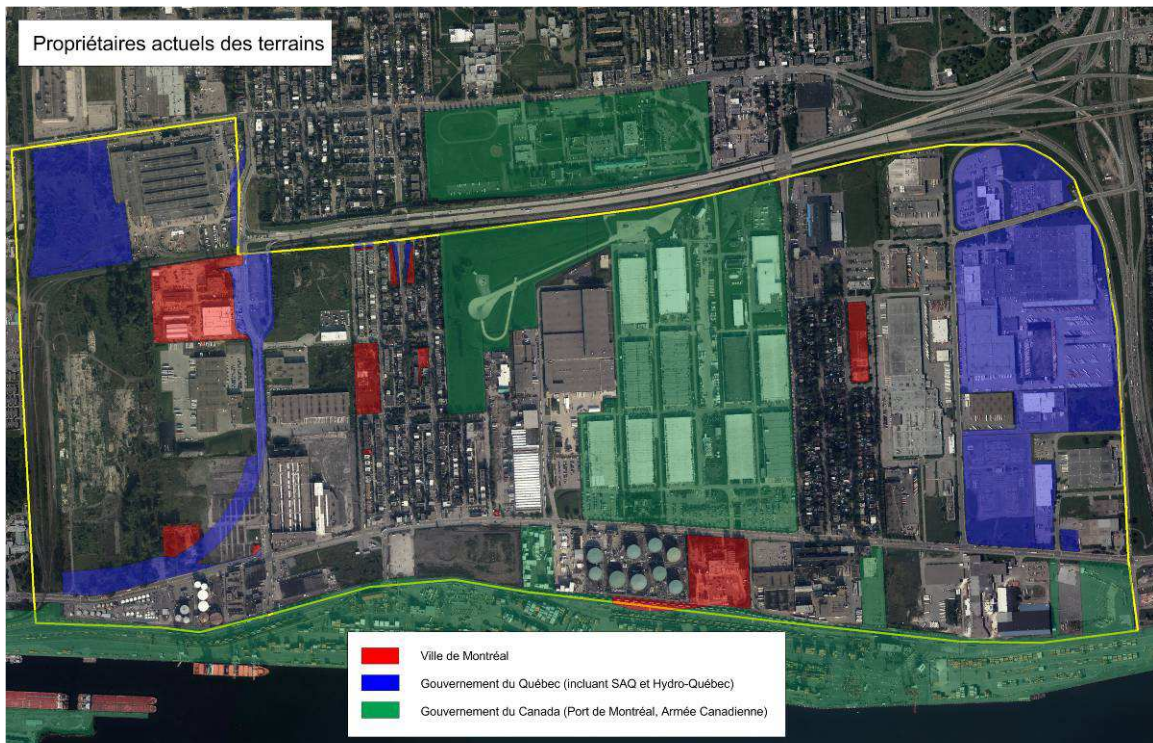 Propriétaires actuels des terrains
Ville de Montréal
Gouvernement du Québec (incluant SAQ et Hydro-Québec)
Gouvernement du Canada (Port de Montréal, Armée Canadienne)